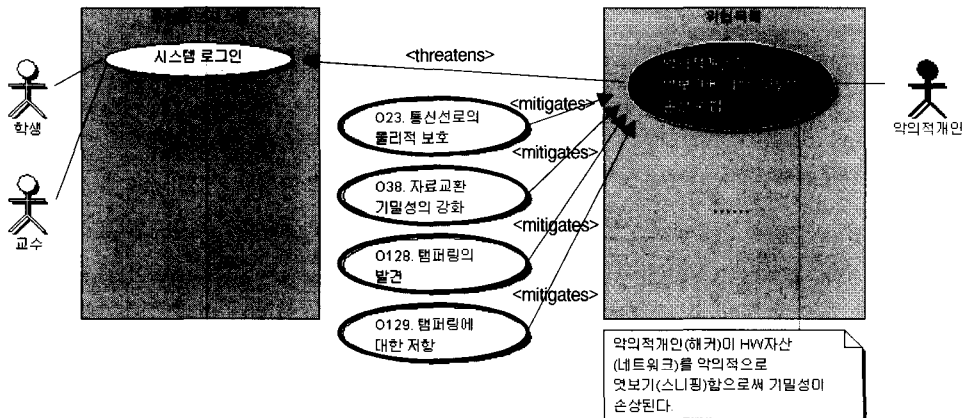 시스템 로그인
<threatens>
학생
교수
악의적개인
<mitigates>
O23. 통신선로의
물리적 보호
<mitigates>
O38. 자료교환
기밀성의 강화
<mitigates>
O128. 탬퍼링의
발견
<mitigates>
O129. 탬퍼링에
대한 저항
......
악의적개인(해커)이 HW자산
(네트워크)를 악의적으로
엿보기(스니핑)함으로써 기밀성이
손상된다.